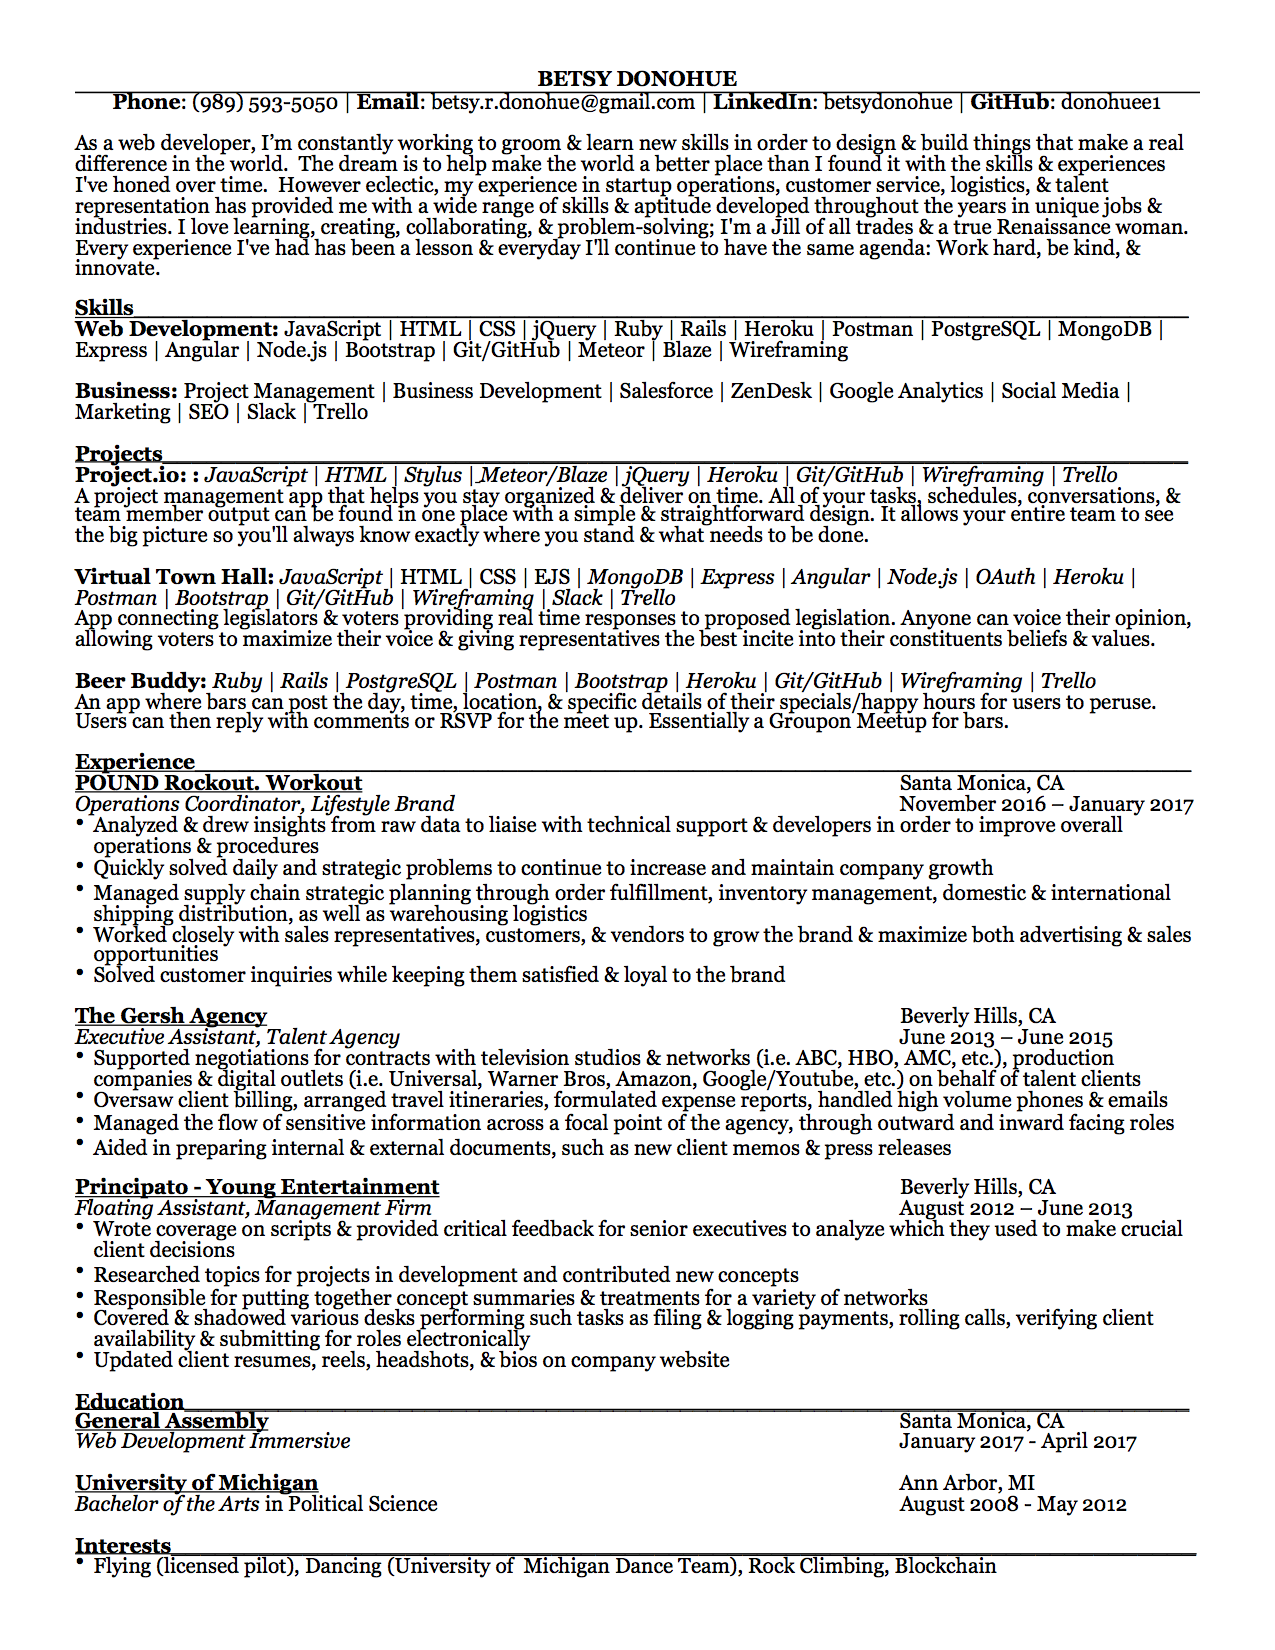 BETSY DONOHUE
Phone: (989) 593-5050 | Email: betsy.r.donohue@gmail.com | LinkedIn: betsydonohue | GitHub: donohuee1
As a web developer, I’m constantly working to groom & learn new skills in order to design & build things that make a real
difference in the world.  The dream is to help make the world a better place than I found it with the skills & experiences
I've honed over time.  However eclectic, my experience in startup operations, customer service, logistics, & talent
representation has provided me with a wide range of skills & aptitude developed throughout the years in unique jobs &
industries. I love learning, creating, collaborating, & problem-solving; I'm a Jill of all trades & a true Renaissance woman.
Every experience I've had has been a lesson & everyday I'll continue to have the same agenda: Work hard, be kind, &
innovate.
Skills
Web Development: JavaScript | HTML | CSS | jQuery | Ruby | Rails | Heroku | Postman | PostgreSQL | MongoDB |
Express | Angular | Node.js | Bootstrap | Git/GitHub | Meteor | Blaze | Wireframing
Business: Project Management | Business Development | Salesforce | ZenDesk | Google Analytics | Social Media |
Marketing | SEO | Slack | Trello
Projects
Project.io: : JavaScript | HTML | Stylus | Meteor/Blaze | jQuery | Heroku | Git/GitHub | Wireframing | Trello
A project management app that helps you stay organized & deliver on time. All of your tasks, schedules, conversations, &
team member output can be found in one place with a simple & straightforward design. It allows your entire team to see
the big picture so you'll always know exactly where you stand & what needs to be done.
Virtual Town Hall: JavaScript | HTML | CSS | EJS | MongoDB | Express | Angular | Node.js | OAuth | Heroku |
Postman | Bootstrap | Git/GitHub | Wireframing | Slack | Trello
App connecting legislators & voters providing real time responses to proposed legislation. Anyone can voice their opinion,
allowing voters to maximize their voice & giving representatives the best incite into their constituents beliefs & values.
Beer Buddy: Ruby | Rails | PostgreSQL | Postman | Bootstrap | Heroku | Git/GitHub | Wireframing | Trello
An app where bars can post the day, time, location, & specific details of their specials/happy hours for users to peruse.
Users can then reply with comments or RSVP for the meet up. Essentially a Groupon Meetup for bars.
Experience
POUND Rockout. Workout Santa Monica, CA
Operations Coordinator, Lifestyle Brand November 2016 – January 2017
• Analyzed & drew insights from raw data to liaise with technical support & developers in order to improve overall
operations & procedures
• Quickly solved daily and strategic problems to continue to increase and maintain company growth
• Managed supply chain strategic planning through order fulfillment, inventory management, domestic & international
shipping distribution, as well as warehousing logistics
• Worked closely with sales representatives, customers, & vendors to grow the brand & maximize both advertising & sales
opportunities
• Solved customer inquiries while keeping them satisfied & loyal to the brand
The Gersh Agency Beverly Hills, CA
Executive Assistant, Talent Agency June 2013 – June 2015
• Supported negotiations for contracts with television studios & networks (i.e. ABC, HBO, AMC, etc.), production
companies & digital outlets (i.e. Universal, Warner Bros, Amazon, Google/Youtube, etc.) on behalf of talent clients
• Oversaw client billing, arranged travel itineraries, formulated expense reports, handled high volume phones & emails
• Managed the flow of sensitive information across a focal point of the agency, through outward and inward facing roles
• Aided in preparing internal & external documents, such as new client memos & press releases
Principato - Young Entertainment Beverly Hills, CA
Floating Assistant, Management Firm August 2012 – June 2013
• Wrote coverage on scripts & provided critical feedback for senior executives to analyze which they used to make crucial
client decisions
• Researched topics for projects in development and contributed new concepts
• Responsible for putting together concept summaries & treatments for a variety of networks
• Covered & shadowed various desks performing such tasks as filing & logging payments, rolling calls, verifying client
availability & submitting for roles electronically
• Updated client resumes, reels, headshots, & bios on company website
Education
General Assembly Santa Monica, CA
Web Development Immersive January 2017 - April 2017
University of Michigan Ann Arbor, MI
Bachelor of the Arts in Political Science August 2008 - May 2012
Interests
• Flying (licensed pilot), Dancing (University of  Michigan Dance Team), Rock Climbing, Blockchain